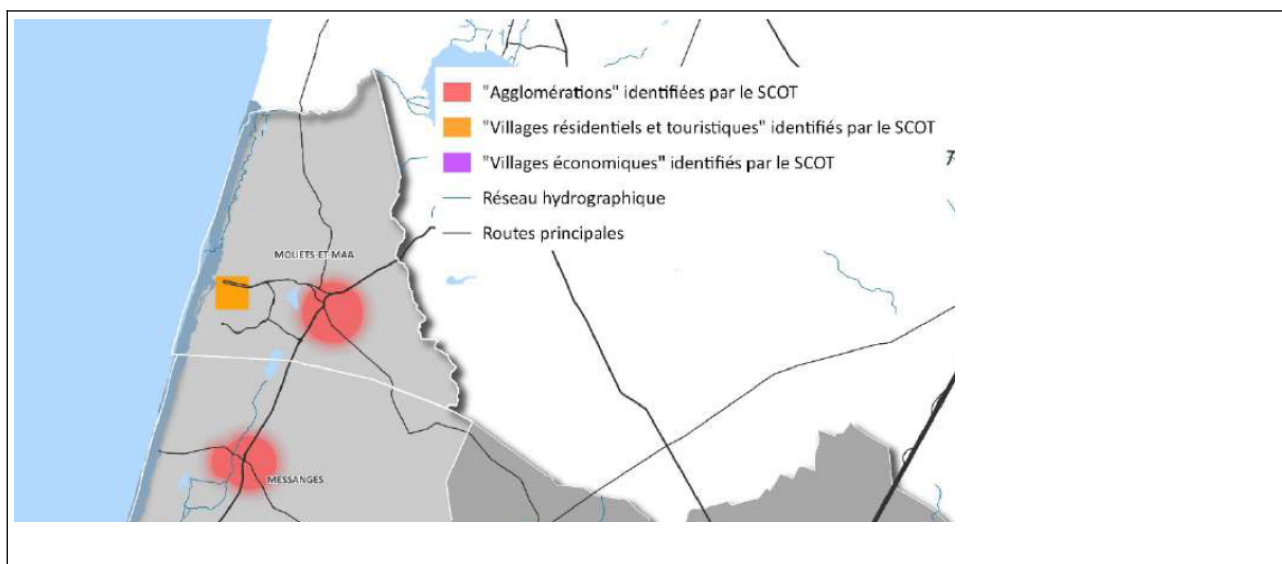 "Agglomérations" identifiées par le SCOT
"Villages résidentiels et touristiques" identifiés par le SCOT
"Villages économiques" identifiés par le SCOT
Réseau hydrographique
Routes principales
MOLIETS-ET-MAA
MESSANGES